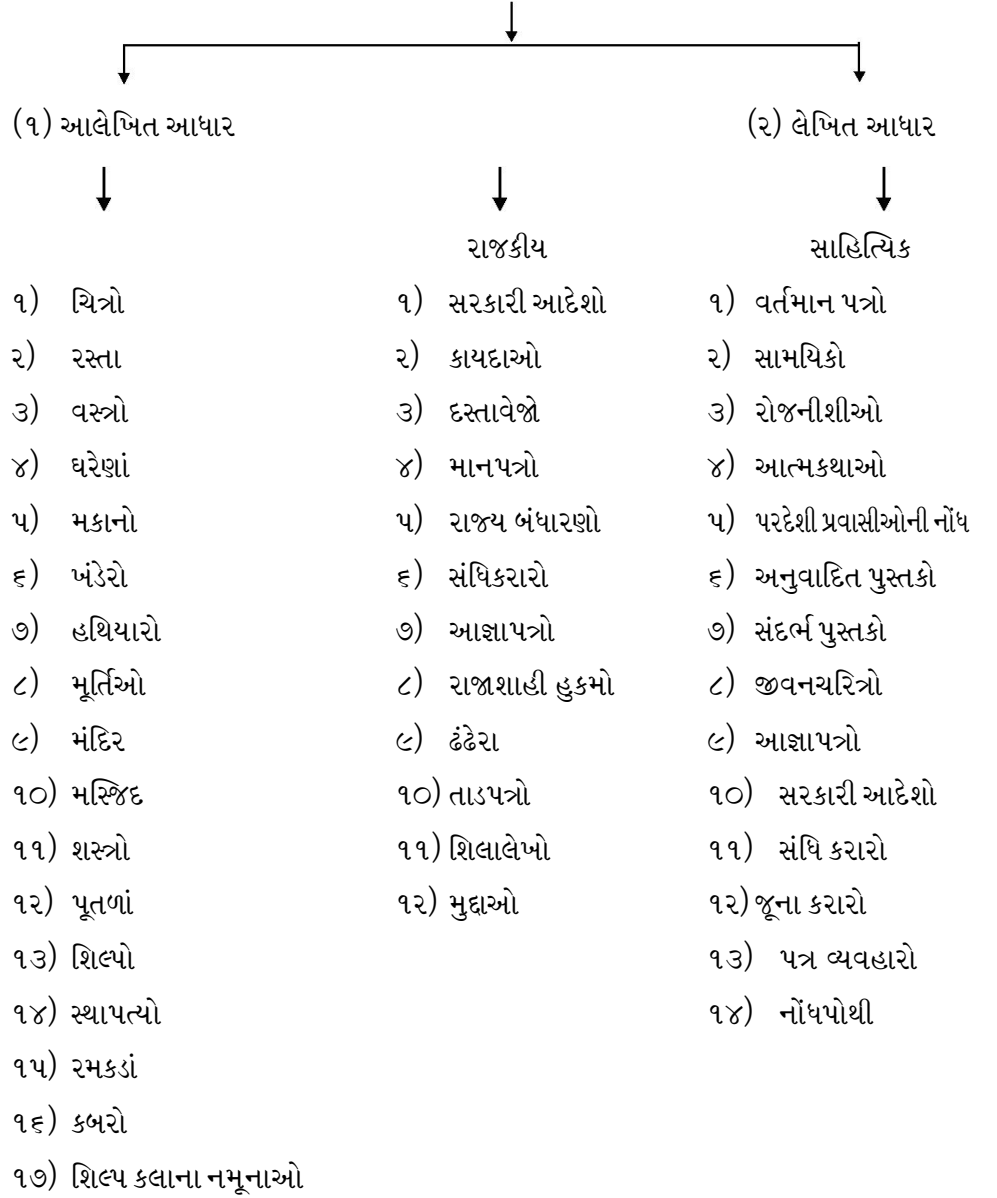 (૧) આલેખિત આધાર (૨) લેખિત આધાર
રાજકીય સાહિત્યિક
૧) ચિત્રો ૧) સરકારી આદેશો ૧) વર્તમાન પત્રો
૨) રસ્તા ૨) કાયદાઓ ૨) સામયિકો
૩) વસ્ત્રો ૩) દસ્તાવેજો ૩) રોજનીશીઓ
૪) ઘરેણાં ૪) માનપત્રો ૪) આત્મકથાઓ
૫) મકાનો ૫) રાજ્ય બંધારણો ૫) પરદેશી પ્રવાસીઓની નોંધ
૬) ખંડેરો ૬) સંધિકરારો ૬) અનુવાદિત પુસ્તકો
૭) હથિયારો ૭) આજ્ઞાપત્રો ૭) સંદર્ભ પુસ્તકો
૮) મૂર્તિઓ ૮) રાજાશાહી હુકમો ૮) જીવનચરિત્રો
૯) મંદિર ૯) ઢંઢેરા ૯) આજ્ઞાપત્રો
૧૦) મસ્જિદ ૧૦) તાડપત્રો ૧૦) સરકારી આદેશો
૧૧) શસ્ત્રો ૧૧) શિલાલેખો ૧૧) સંધિ કરારો
૧૨) પૂતળાં ૧૨) મુદ્દાઓ ૧૨) જૂના કરારો
૧૩) શિલ્પો ૧૩) પત્ર વ્યવહારો
૧૪) સ્થાપત્યો ૧૪) નોંધપોથી
૧૫) રમકડાં
૧૬) કબરો
૧૭) શિલ્પ કલાના નમૂનાઓ